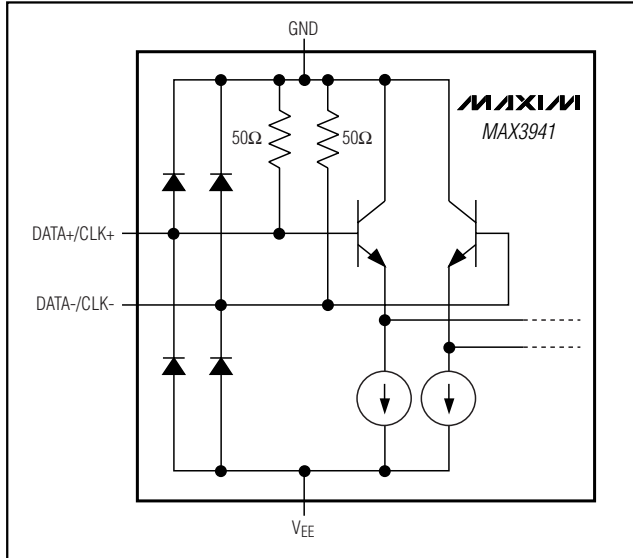 GND
MAXIM
MAX3941
50Ω 50Ω
DATA+/CLK+
DATA-/CLK-
VEE